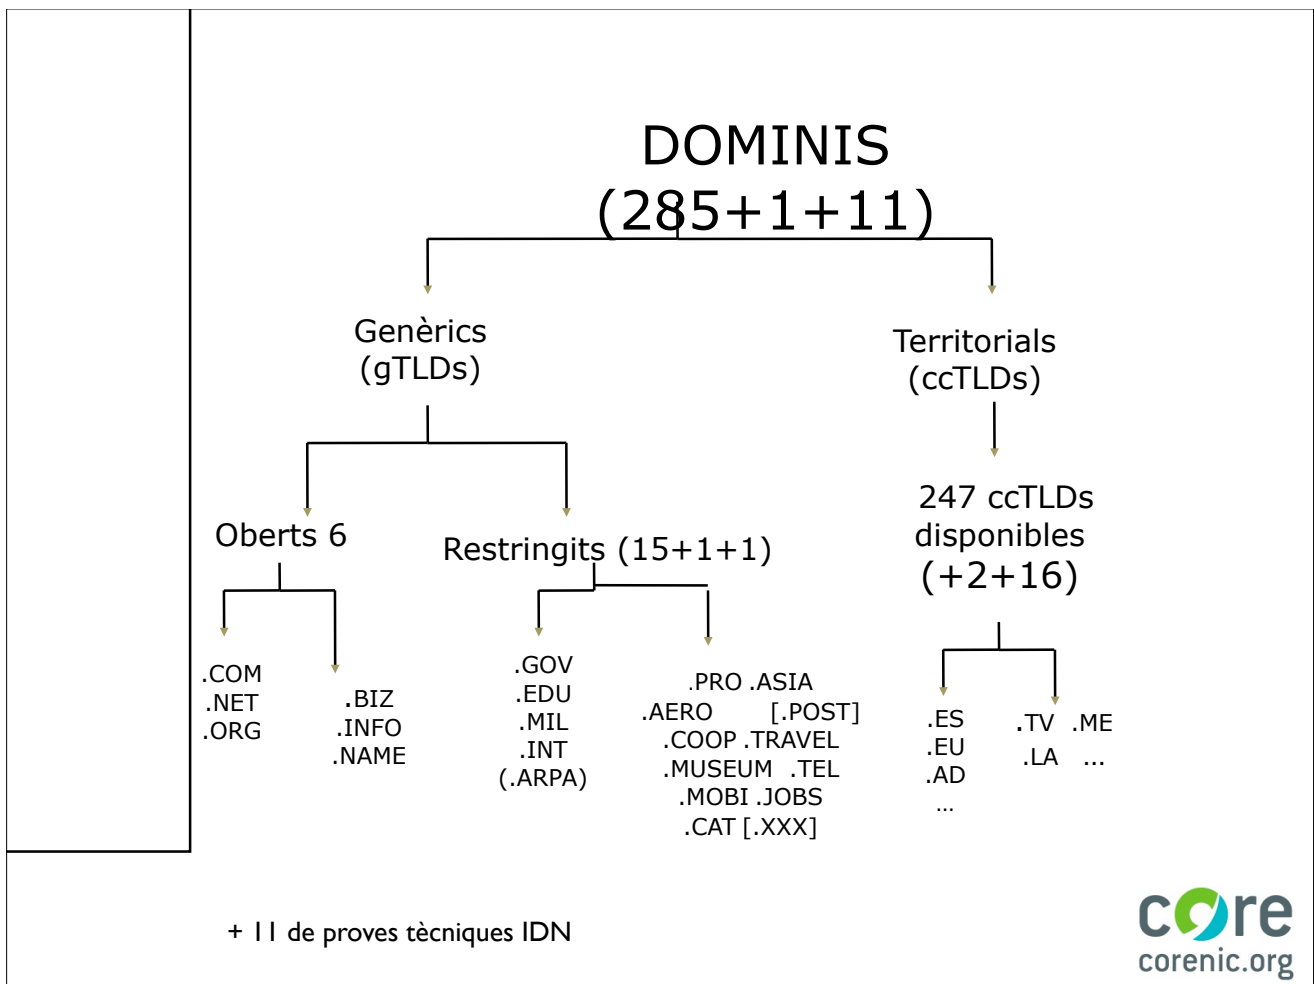 DOMINIS
(285+1+11)
Genèrics
(gTLDs)
Territorials
(ccTLDs)
Oberts 6
Restringits (15+1+1)
247 ccTLDs
disponibles
(+2+16)
.COM
.NET
.ORG
.BIZ
.INFO
.NAME
.GOV
.EDU
.MIL
.INT
(.ARPA)
.PRO .ASIA
.AERO [.POST]
.COOP .TRAVEL
.MUSEUM .TEL
.MOBI .JOBS
.CAT [.XXX]
.ES
.EU
.AD
...
.TV .ME
.LA ...
+ 11 de proves tècniques IDN
core
corenic.org